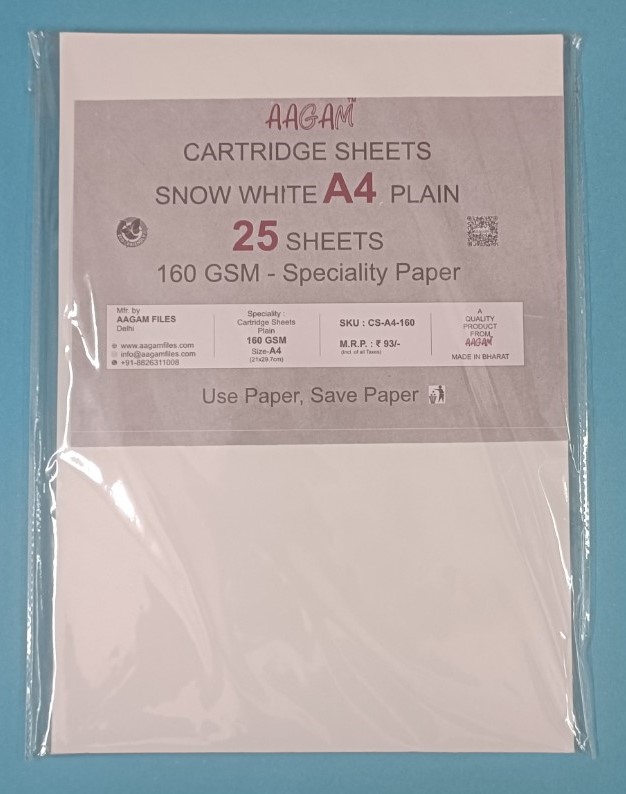 AAGAM™
CARTRIDGE SHEETS
SNOW WHITE A4 PLAIN
25 SHEETS
160 GSM - Speciality Paper
Mfr. by
AAGAM FILES
Delhi
www.aagamfiles.com
info@aagamfiles.com
+91-8826311008
Speciality :
Cartridge Sheets
Plain
160 GSM
Size-A4
(21x29.7cm)
SKU : CS-A4-160
M.R.P. : ₹ 93/-
(Incl. of all Taxes)
A
QUALITY
PRODUCT
FROM
AAGAM
MADE IN BHARAT
Use Paper, Save Paper